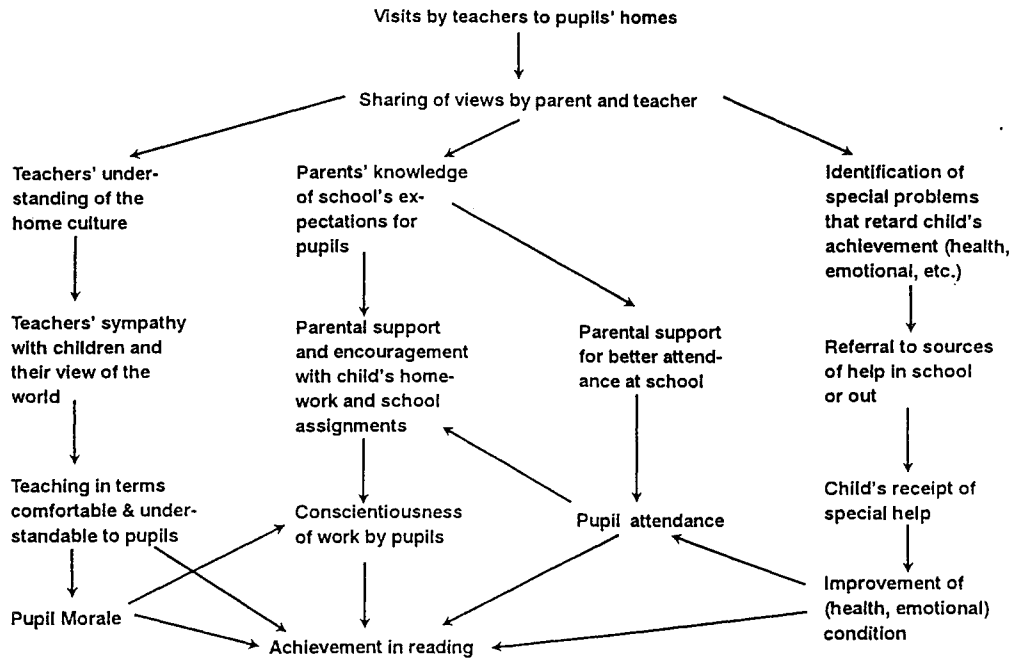 Visits by teachers to pupils' homes
Sharing of views by parent and teacher
Teachers' under-
standing of the
home culture
Parents' knowledge
of school's ex-
pectations for
pupils
Identification of
special problems
that retard child's
achievement (health,
emotional, etc.)
Teachers' sympathy
with children and
their view of the
world
Parental support
and encouragement
with child's home-
work and school
assignments
Parental support
for better attend-
ance at school
Referral to sources
of help in school
or out
Teaching in terms
comfortable & under-
standable to pupils
Conscientiousness
of work by pupils
Pupil attendance
Child's receipt of
special help
Pupil Morale
Improvement of
(health, emotional)
condition
Achievement in reading